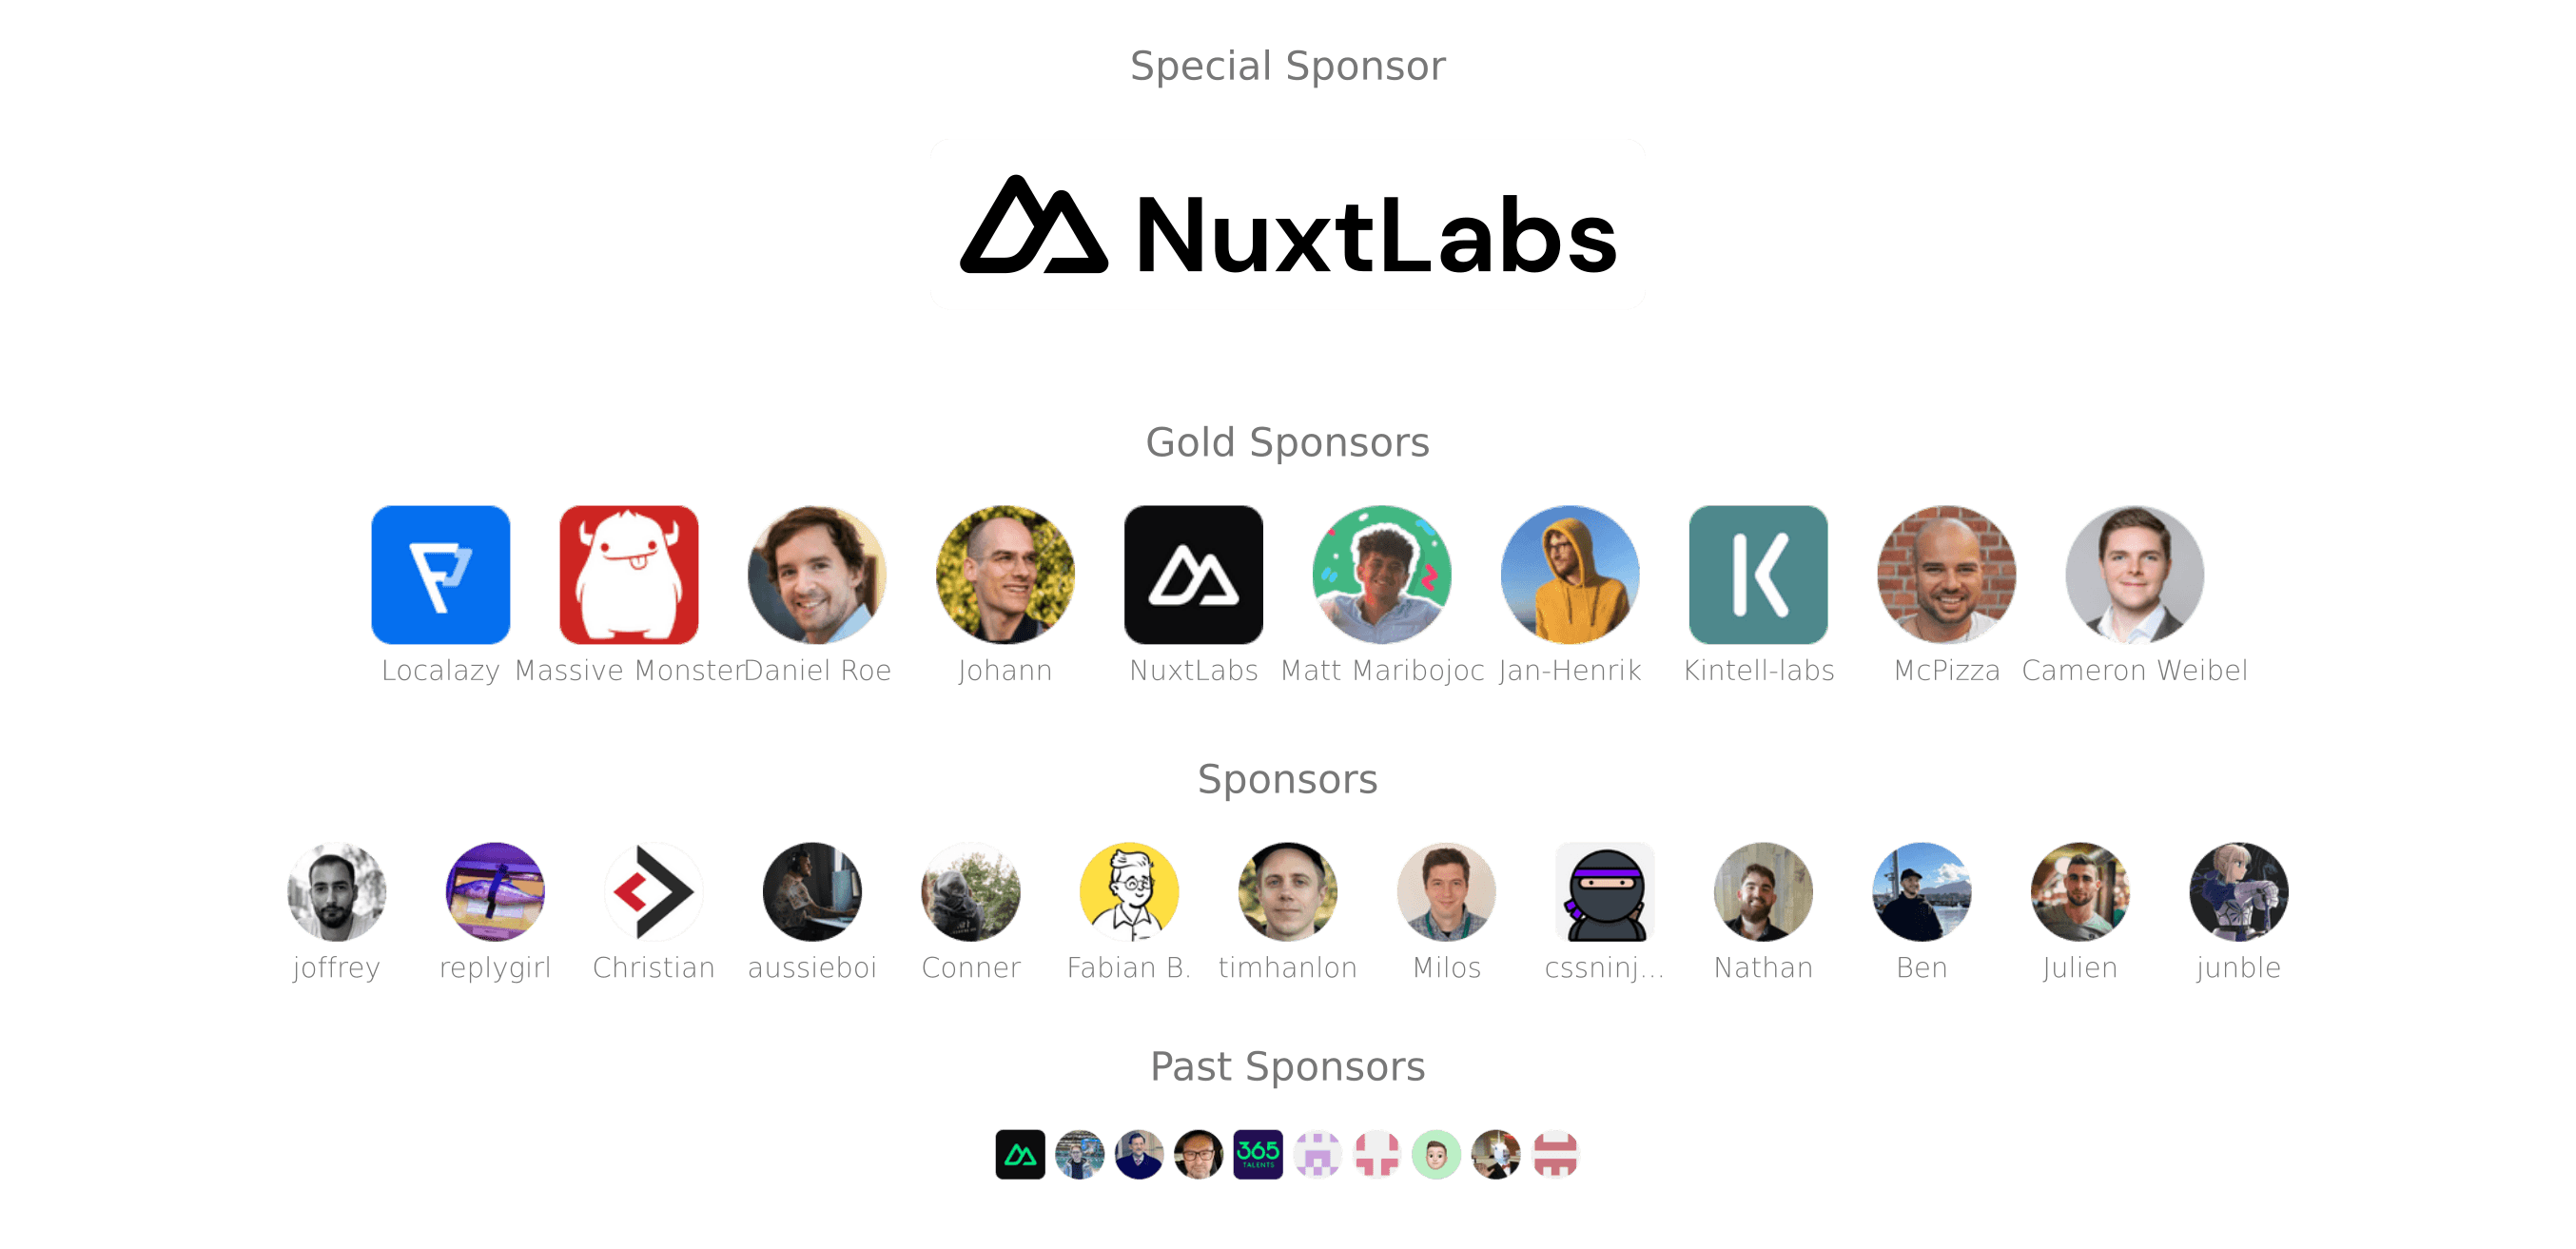 Special Sponsor
NuxtLabs
Gold Sponsors
Localazy Massive Monster Daniel Roe Johann NuxtLabs Matt Maribojoc Jan-Henrik Kintell-labs McPizza Cameron Weibel
Sponsors
joffrey replygirl Christian aussieboi Conner Fabian B. timhanlon Milos cssninj... Nathan Ben Julien junble
Past Sponsors
365
TALENTS